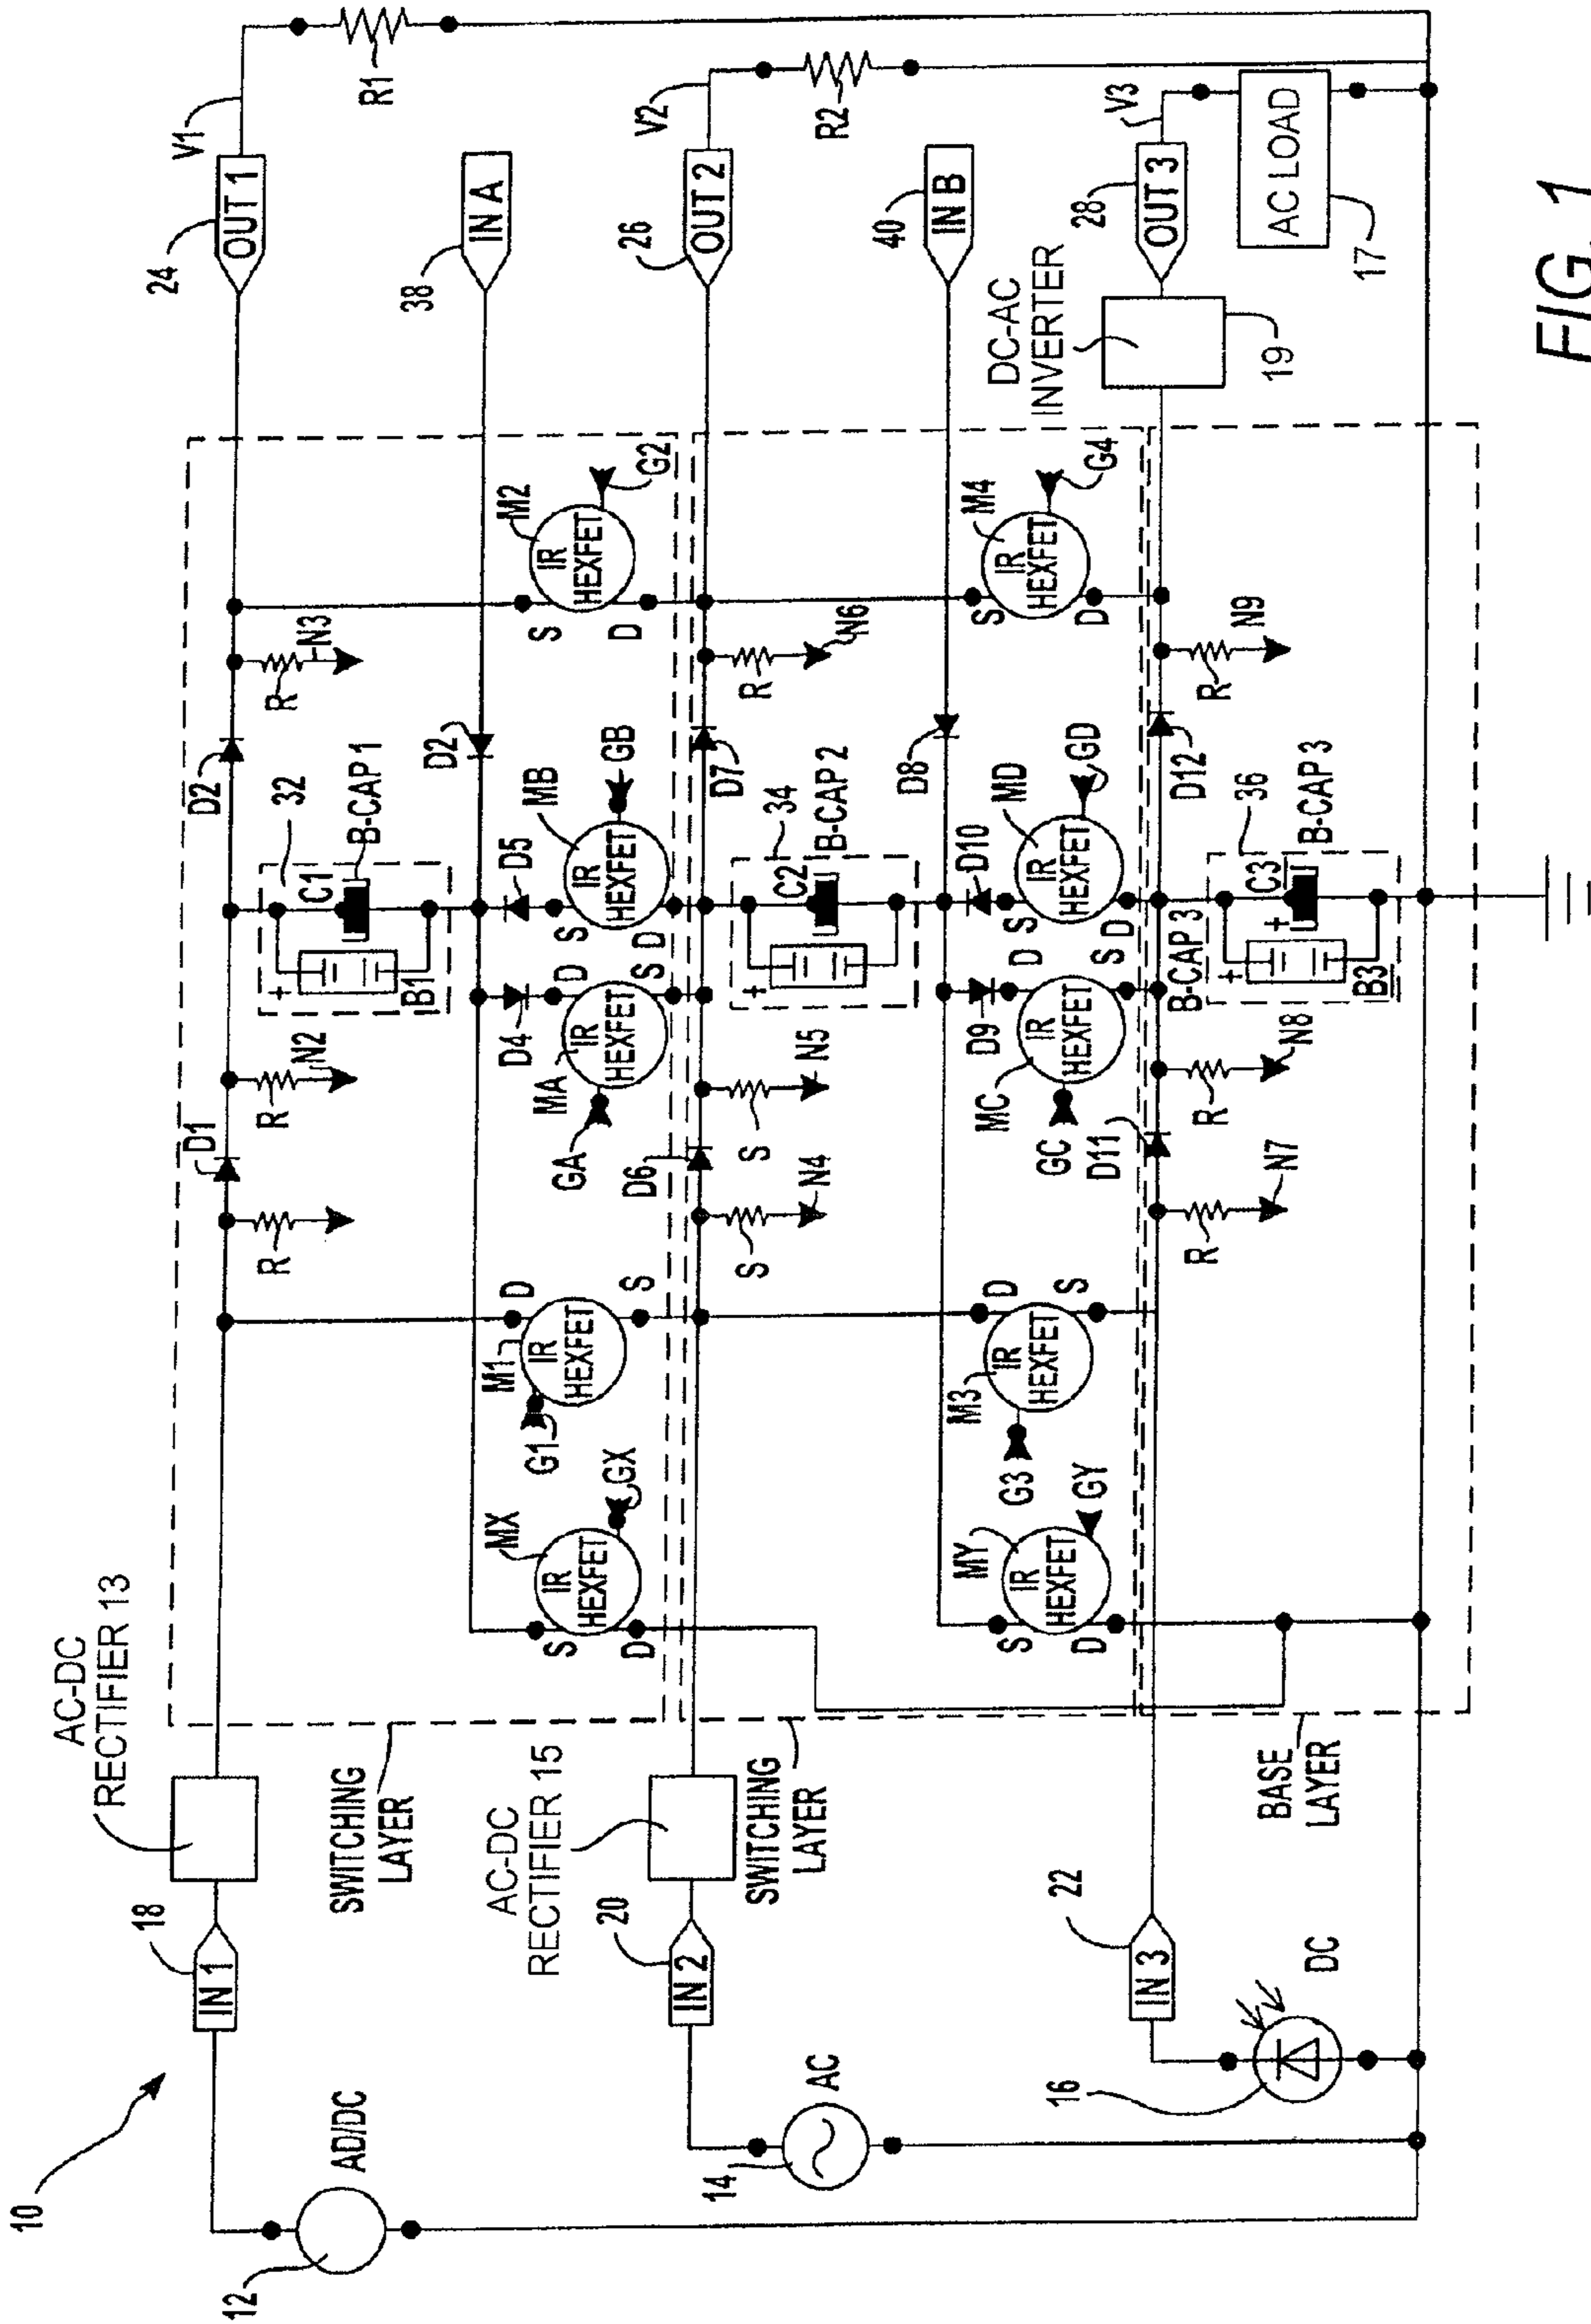 10
12
AD/DC
18
IN 1
AC-DC
RECTIFIER 13
SWITCHING
LAYER
14
AC
20
IN 2
AC-DC
RECTIFIER 15
SWITCHING
LAYER
16
DC
22
IN 3
BASE
LAYER
MX
IR
HEXFET
GX
S
D
M1
IR
HEXFET
G1
D
S
R
D1
R
N2
MA
IR
HEXFET
GA
D4
D
S
32
C1
B-CAP 1
+
B1
D5
MB
IR
HEXFET
GB
S
D
D2
D2
R
N3
M2
IR
HEXFET
G2
S
D
24
OUT 1
V1
R1
38
IN A
MY
IR
HEXFET
GY
S
D
M3
IR
HEXFET
G3
D
S
S
N4
D6
S
N5
MC
IR
HEXFET
GC
D9
D
S
34
C2
B-CAP 2
+
D10
MD
IR
HEXFET
GD
S
D
D7
D8
R
N6
M4
IR
HEXFET
G4
S
D
26
OUT 2
V2
R2
40
IN B
R
N7
D11
R
N8
B-CAP 3
36
C3
B-CAP 3
+
+
B3
D12
R
N9
DC-AC
INVERTER
19
28
OUT 3
V3
AC LOAD
17
FIG. 1